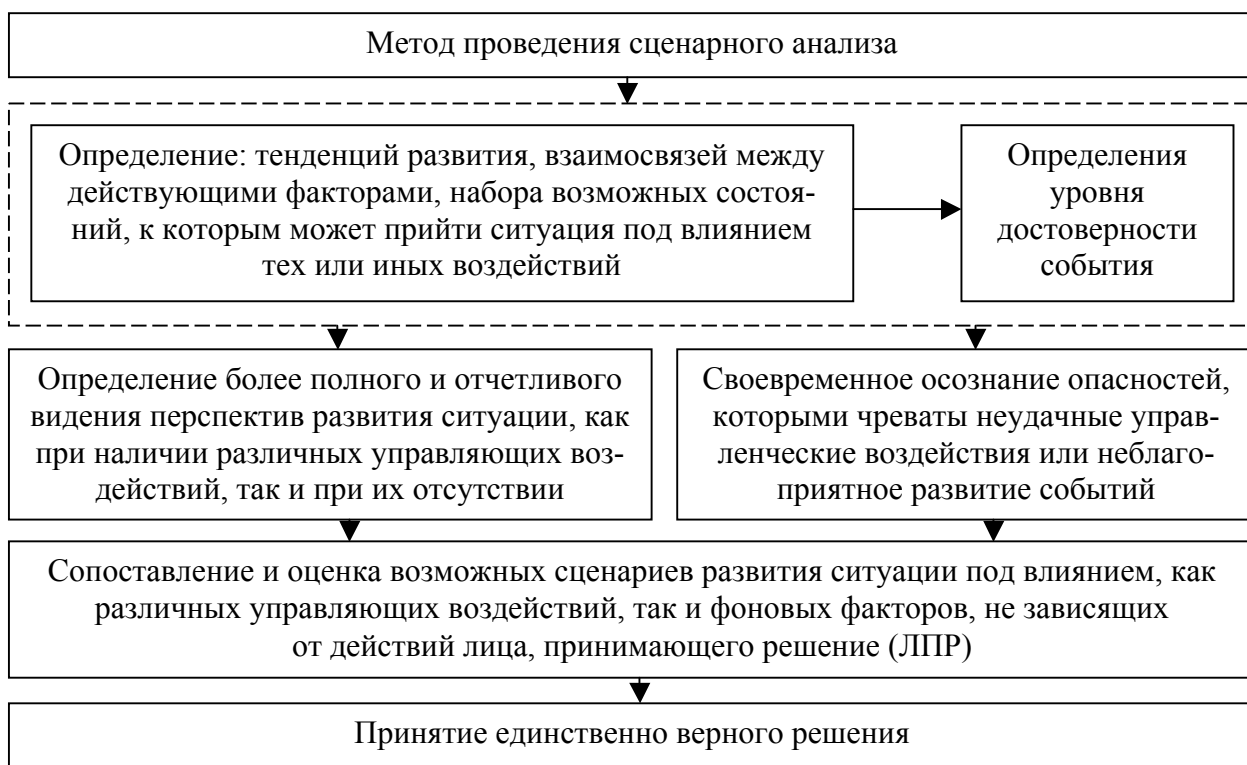 Метод проведения сценарного анализа
Определение: тенденций развития, взаимосвязей между
действующими факторами, набора возможных состоя-
ний, к которым может прийти ситуация под влиянием
тех или иных воздействий
Определения
уровня
достоверности
события
Определение более полного и отчетливого
видения перспектив развития ситуации, как
при наличии различных управляющих воз-
действий, так и при их отсутствии
Своевременное осознание опасностей,
которыми чреваты неудачные управ-
ленческие воздействия или неблаго-
приятное развитие событий
Сопоставление и оценка возможных сценариев развития ситуации под влиянием, как
различных управляющих воздействий, так и фоновых факторов, не зависящих
от действий лица, принимающего решение (ЛПР)
Принятие единственно верного решения